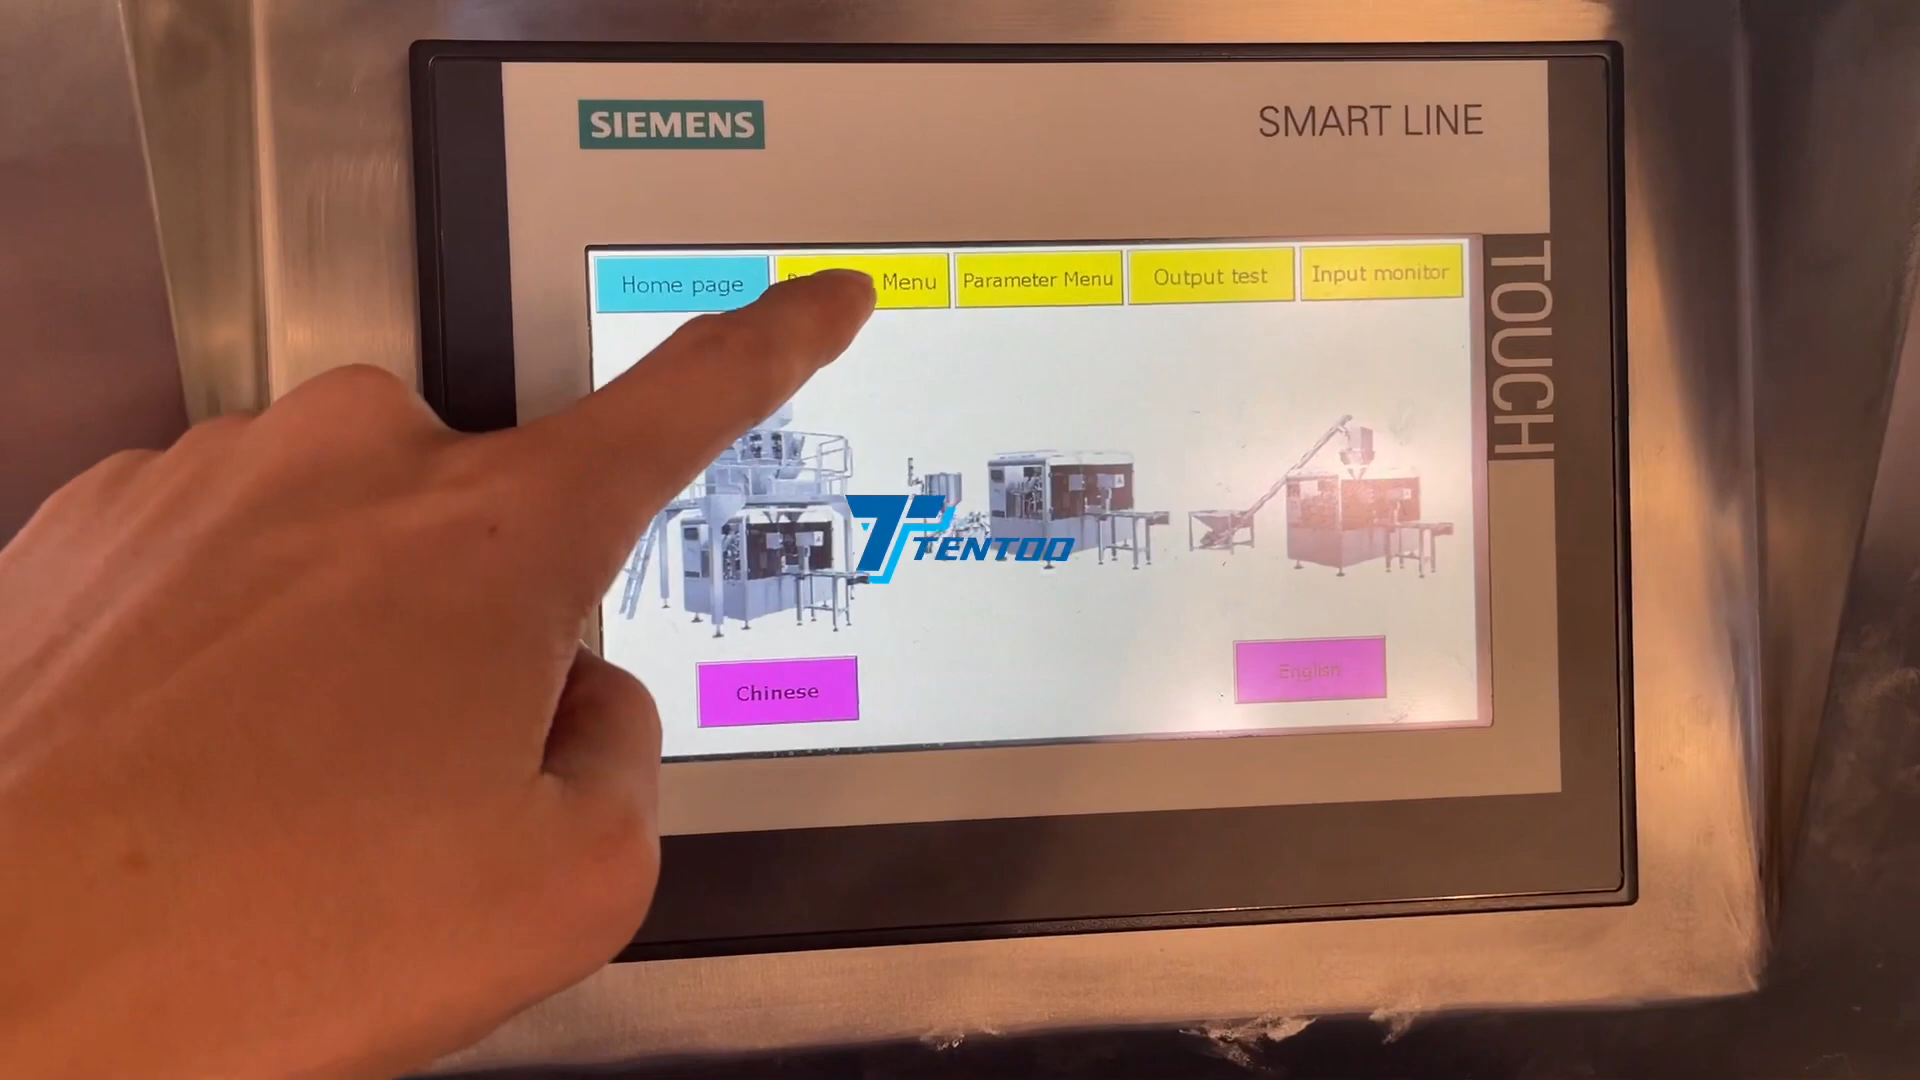 SIEMENS
SMART LINE
TOUCH
Home page
Menu
Parameter Menu
Output test
Input monitor
TENTOO
Chinese
English